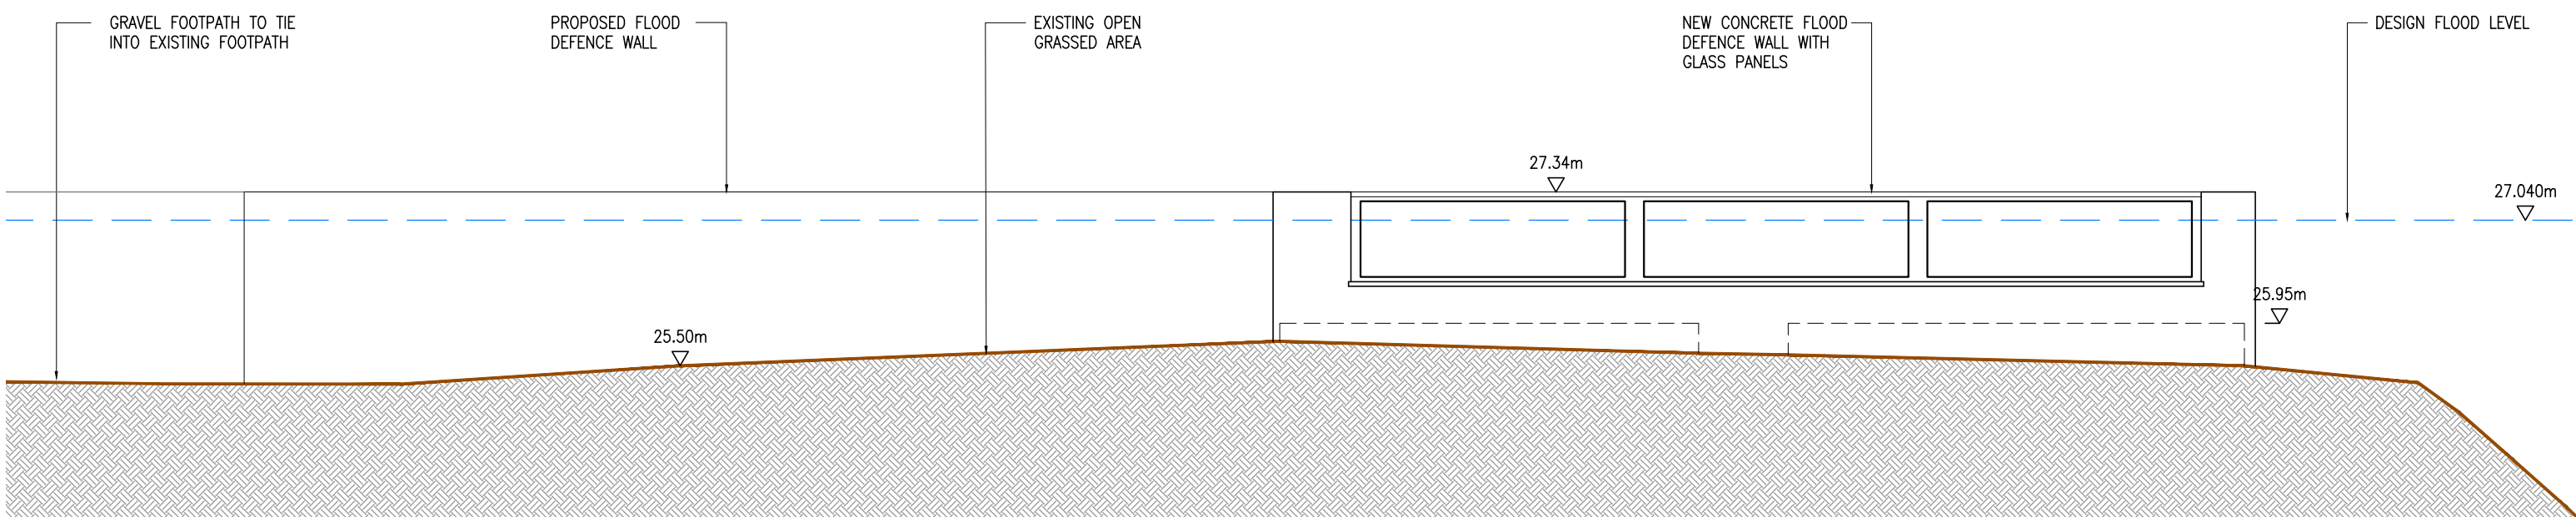 GRAVEL FOOTPATH TO TIE
INTO EXISTING FOOTPATH
PROPOSED FLOOD
DEFENCE WALL
EXISTING OPEN
GRASSED AREA
NEW CONCRETE FLOOD
DEFENCE WALL WITH
GLASS PANELS
DESIGN FLOOD LEVEL
27.34m
27.040m
25.95m
25.50m